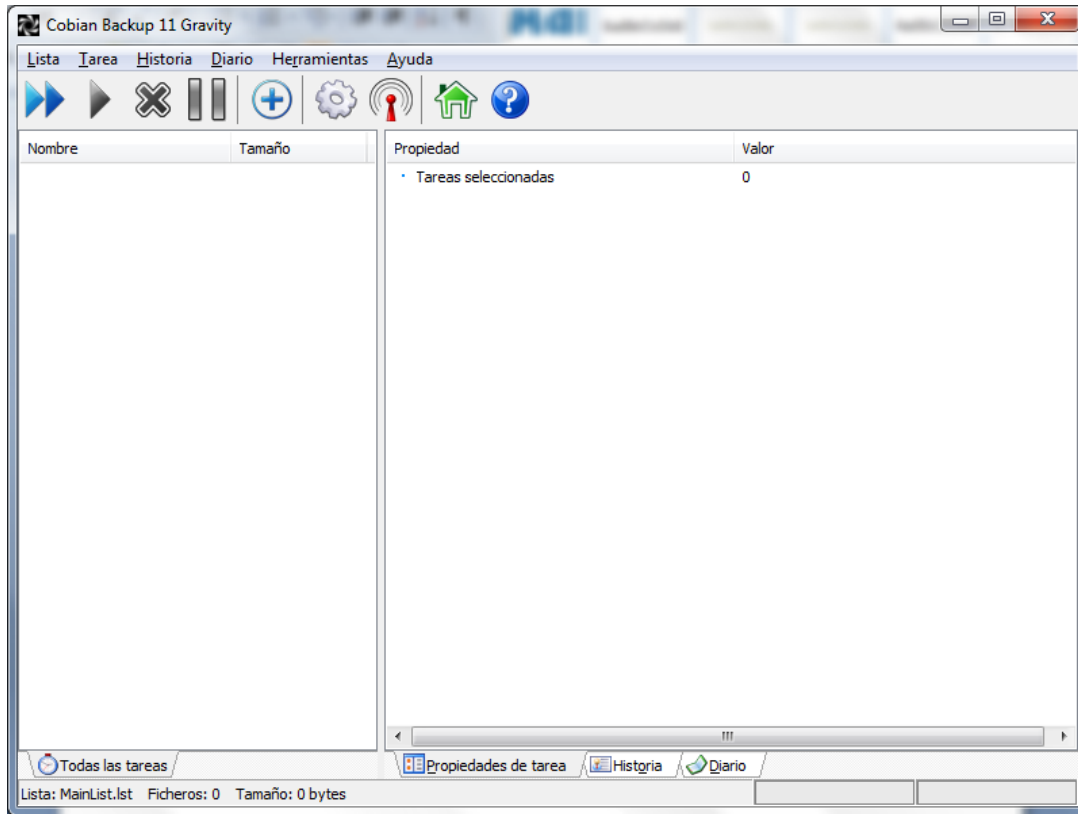 Cobian Backup 11 Gravity
Lista Tarea Historia Diario Herramientas Ayuda
Nombre Tamaño Propiedad Valor
Tareas seleccionadas 0
Todas las tareas Propiedades de tarea Historia Diario
Lista: MainList.lst Ficheros: 0 Tamaño: 0 bytes